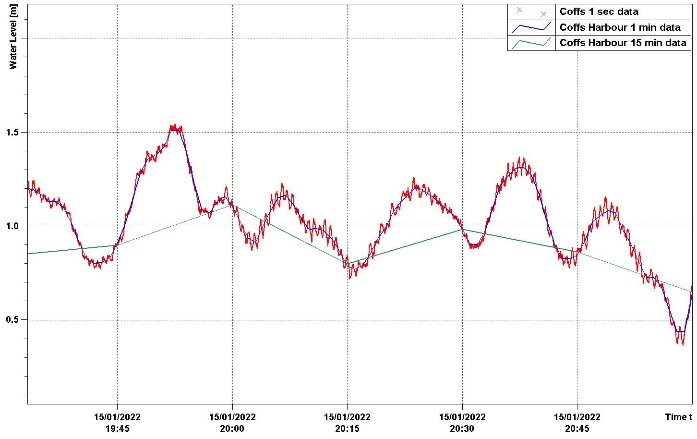 Water Level [m]
Coffs 1 sec data
Coffs Harbour 1 min data
Coffs Harbour 15 min data
1.5
1.0
0.5
15/01/2022 15/01/2022 15/01/2022 15/01/2022 15/01/2022 Time t
19:45 20:00 20:15 20:30 20:45